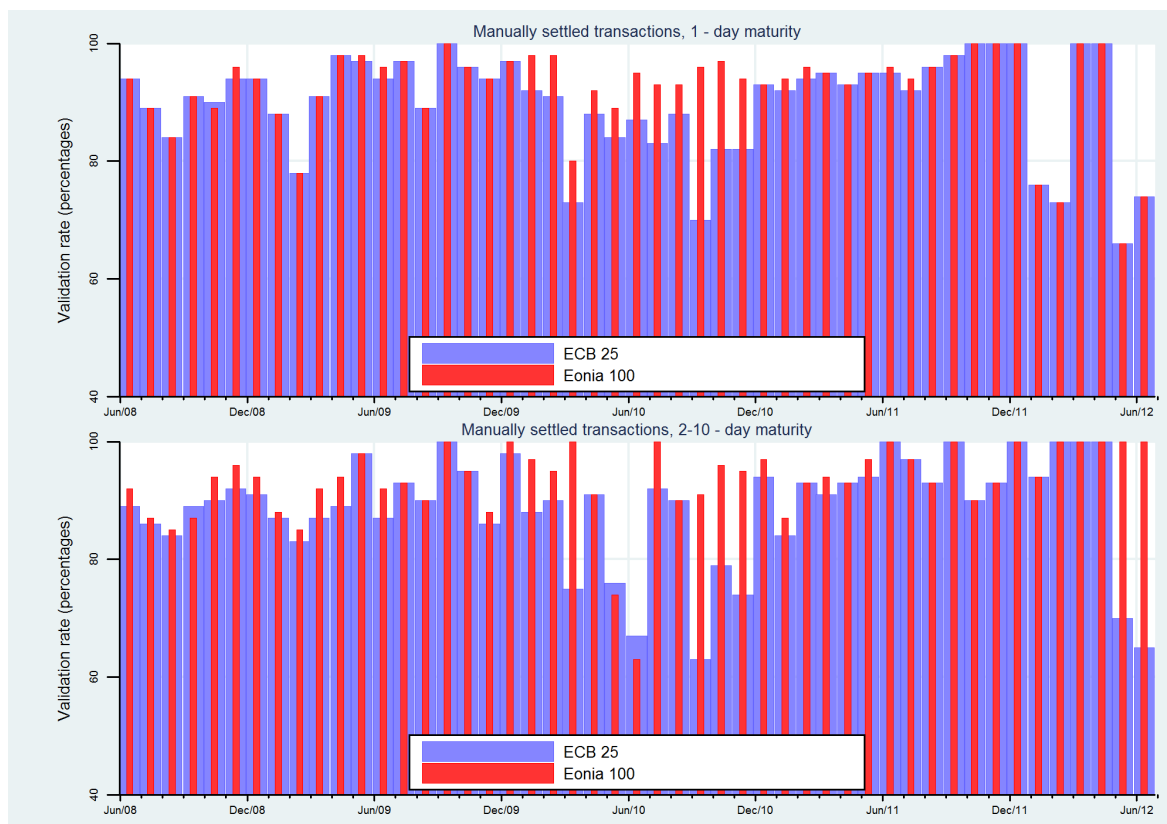 Manually settled transactions, 1 - day maturity
Validation rate (percentages)
100
80
60
40
ECB 25
Eonia 100
Jun/08 Dec/08 Jun/09 Dec/09 Jun/10 Dec/10 Jun/11 Dec/11 Jun/12
Manually settled transactions, 2-10 - day maturity
Validation rate (percentages)
100
80
60
40
ECB 25
Eonia 100
Jun/08 Dec/08 Jun/09 Dec/09 Jun/10 Dec/10 Jun/11 Dec/11 Jun/12